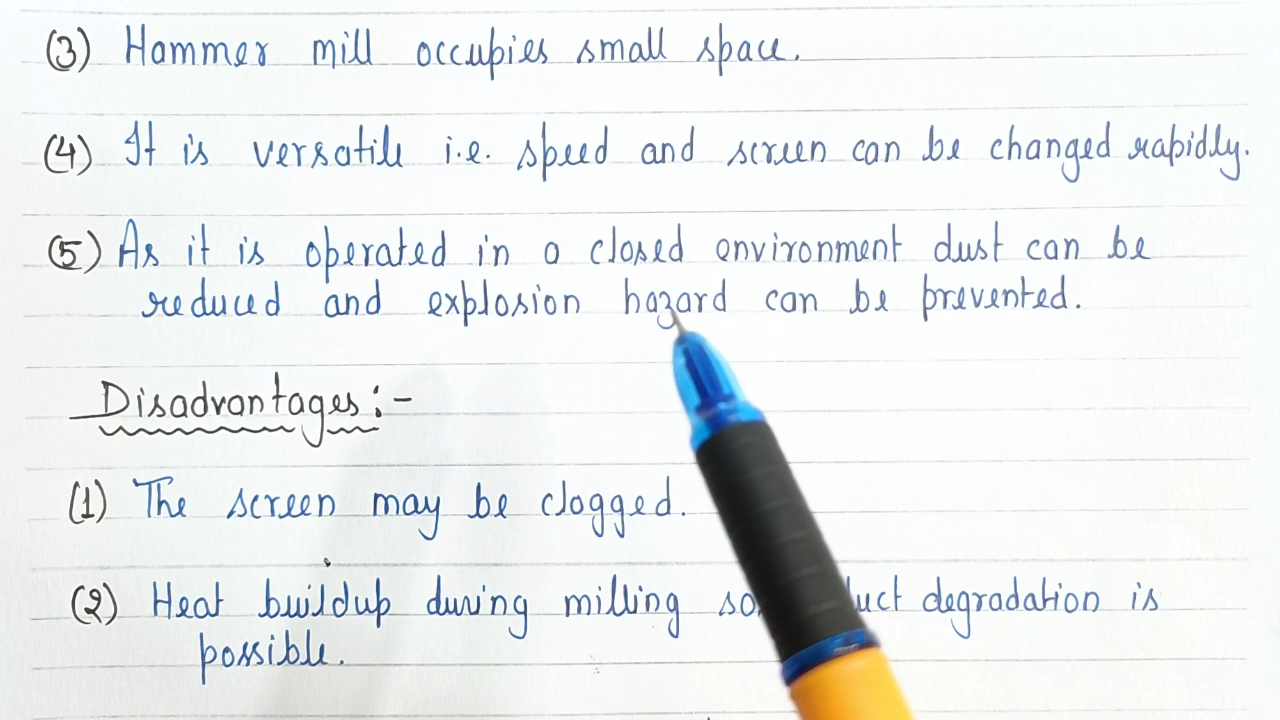 (3) Hammer mill occupies small space.
(4) It is versatile i.e. speed and screen can be changed rapidly.
(5) As it is operated in a closed environment dust can be
reduced and explosion hazard can be prevented.
Disadvantages :-
(1) The screen may be clogged.
(2) Heat buildup during milling so uct degradation is
possible.